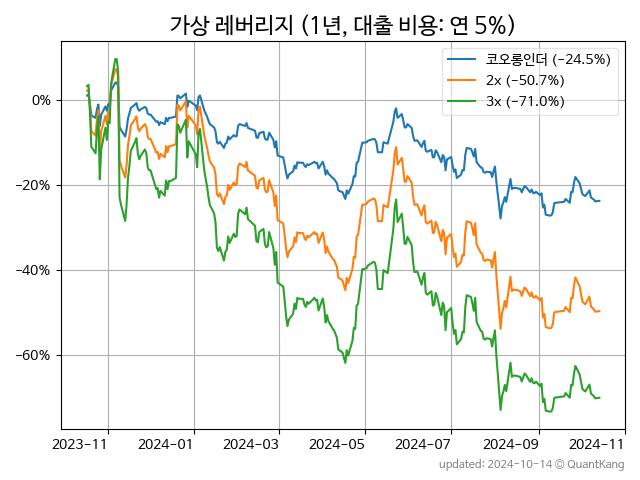 가상 레버리지 (1년, 대출 비용: 연 5%)
코오롱인더 (−24.5%)
2x (−50.7%)
3x (−71.0%)
0%
−20%
−40%
−60%
2023-11 2024-01 2024-03 2024-05 2024-07 2024-09 2024-11
updated: 2024-10-14 © QuantKang